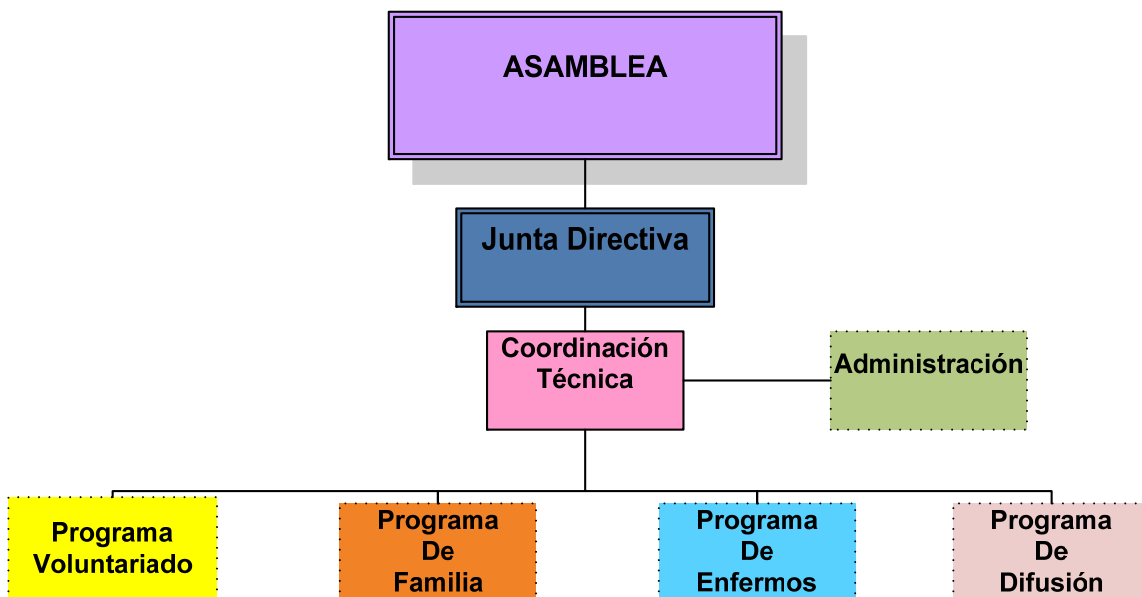 ASAMBLEA
Junta Directiva
Coordinación
Técnica
Administración
Programa
Voluntariado
Programa
De
Familia
Programa
De
Enfermos
Programa
De
Difusión